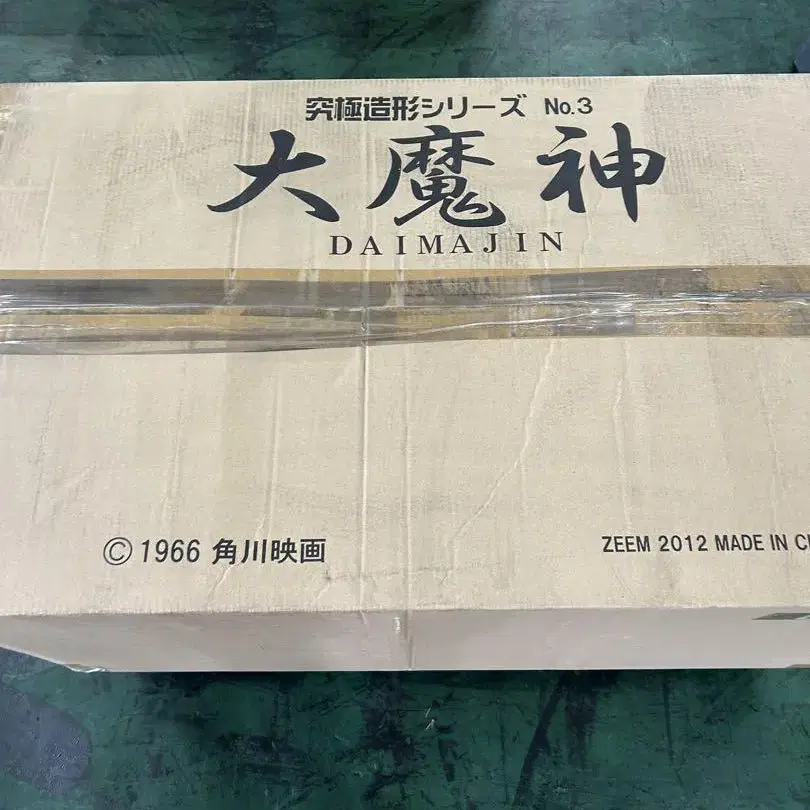 究極造形シリーズ No.3
大魔神
DAIMAJIN
© 1966 角川映画
ZEEM 2012 MADE IN